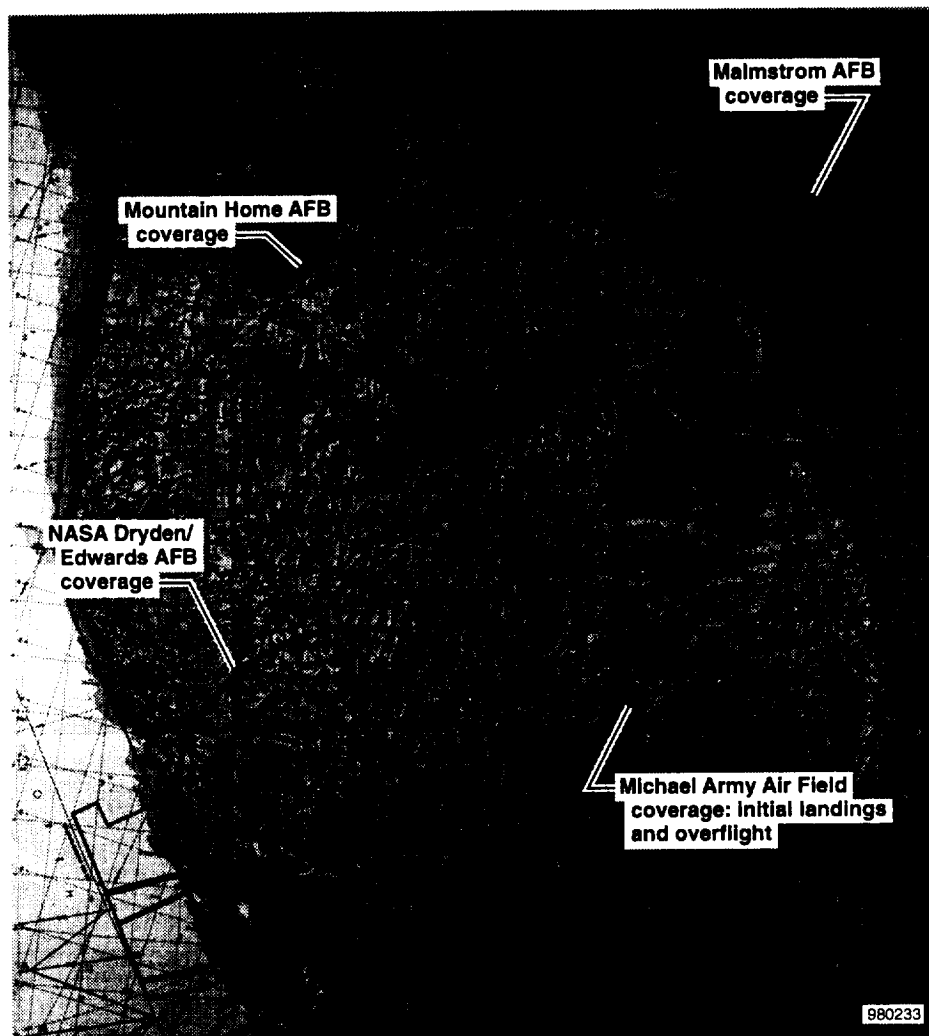 Malmstrom AFB
coverage
Mountain Home AFB
coverage
NASA Dryden/
Edwards AFB
coverage
Michael Army Air Field
coverage: initial landings
and overflight
980233